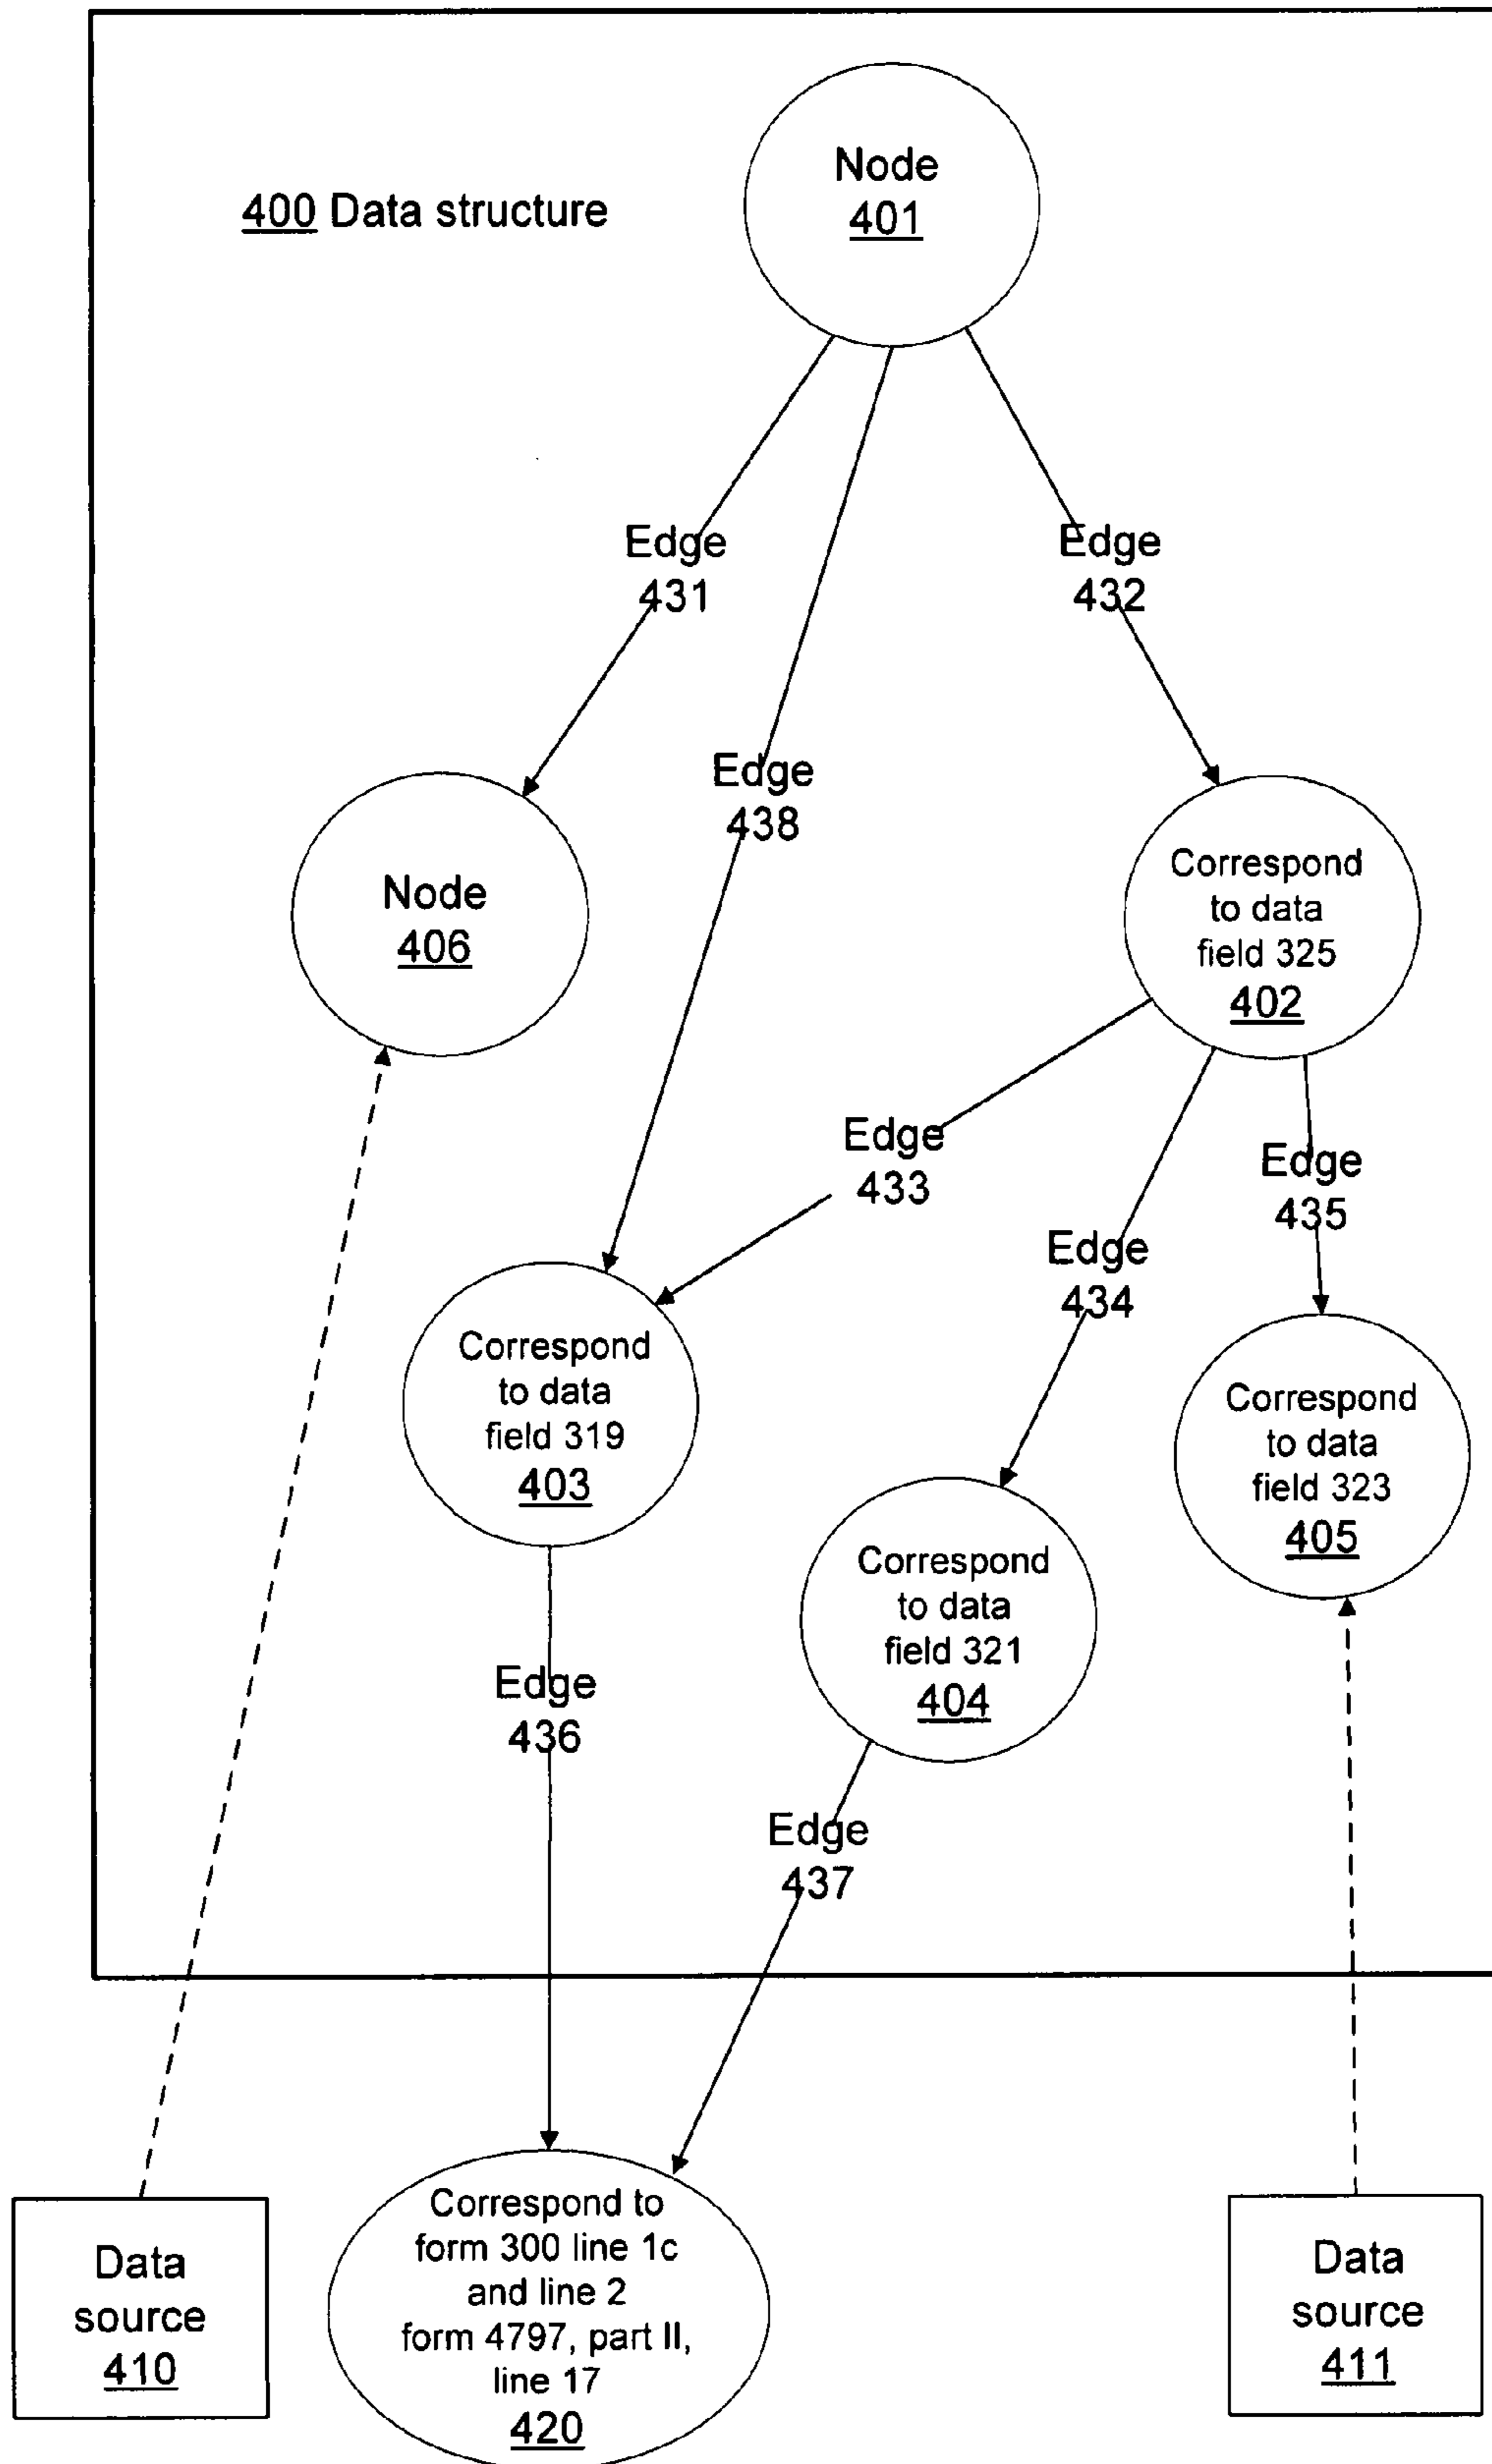 Node
401
400 Data structure
Edge
431
Edge
432
Edge
438
Node
406
Correspond
to data
field 325
402
Edge
433
Edge
435
Edge
434
Correspond
to data
field 319
403
Correspond
to data
field 323
405
Correspond
to data
field 321
404
Edge
436
Edge
437
Data
source
410
Correspond to
form 300 line 1c
and line 2
form 4797, part II,
line 17
420
Data
source
411